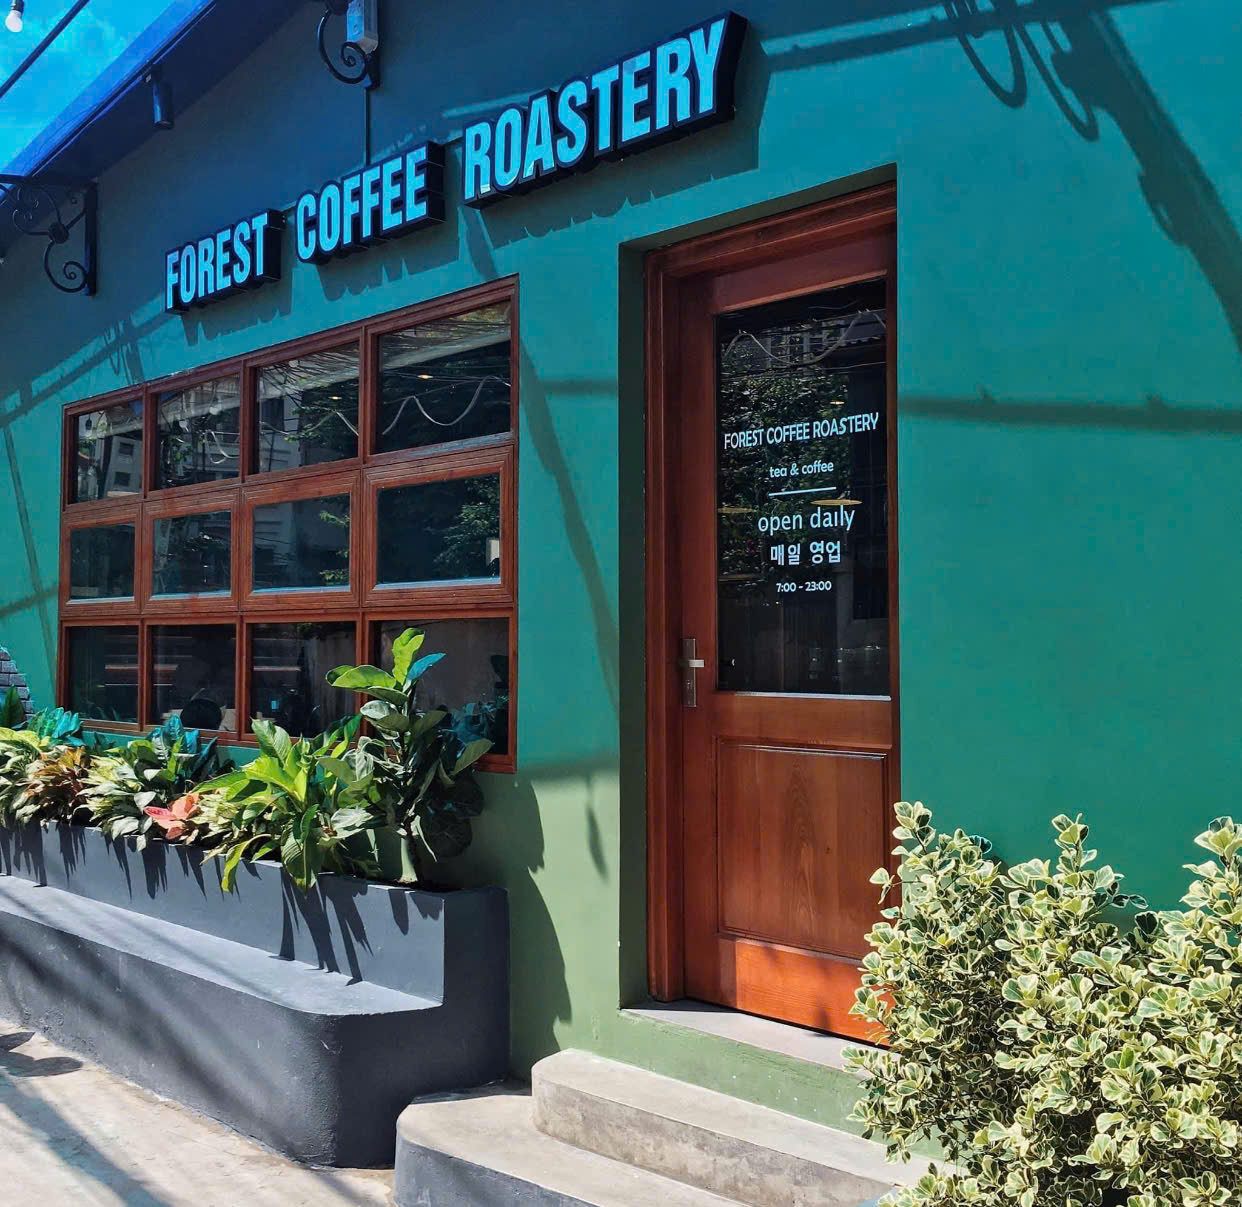 FOREST COFFEE ROASTERY
FOREST COFFEE ROASTERY
tea & coffee
open daily
매일 영업
7:00 - 23:00